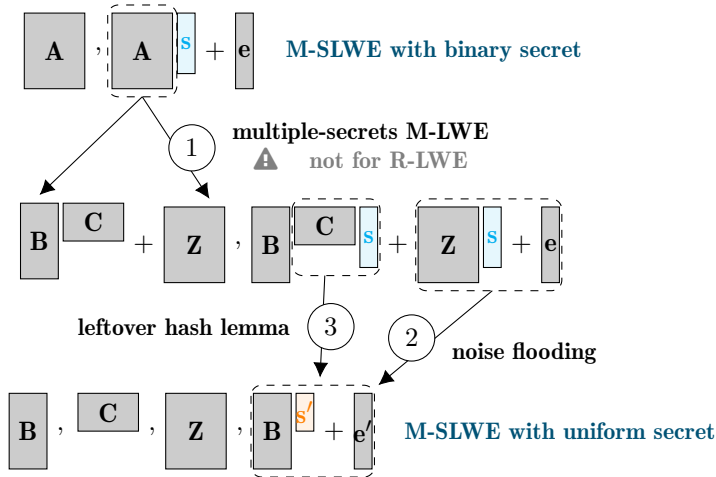 A , A s + e M-SLWE with binary secret
1 multiple-secrets M-LWE
not for R-LWE
B C + Z , B C s + Z s + e
leftover hash lemma 3 2 noise flooding
B , C , Z , B s′ + e′ M-SLWE with uniform secret